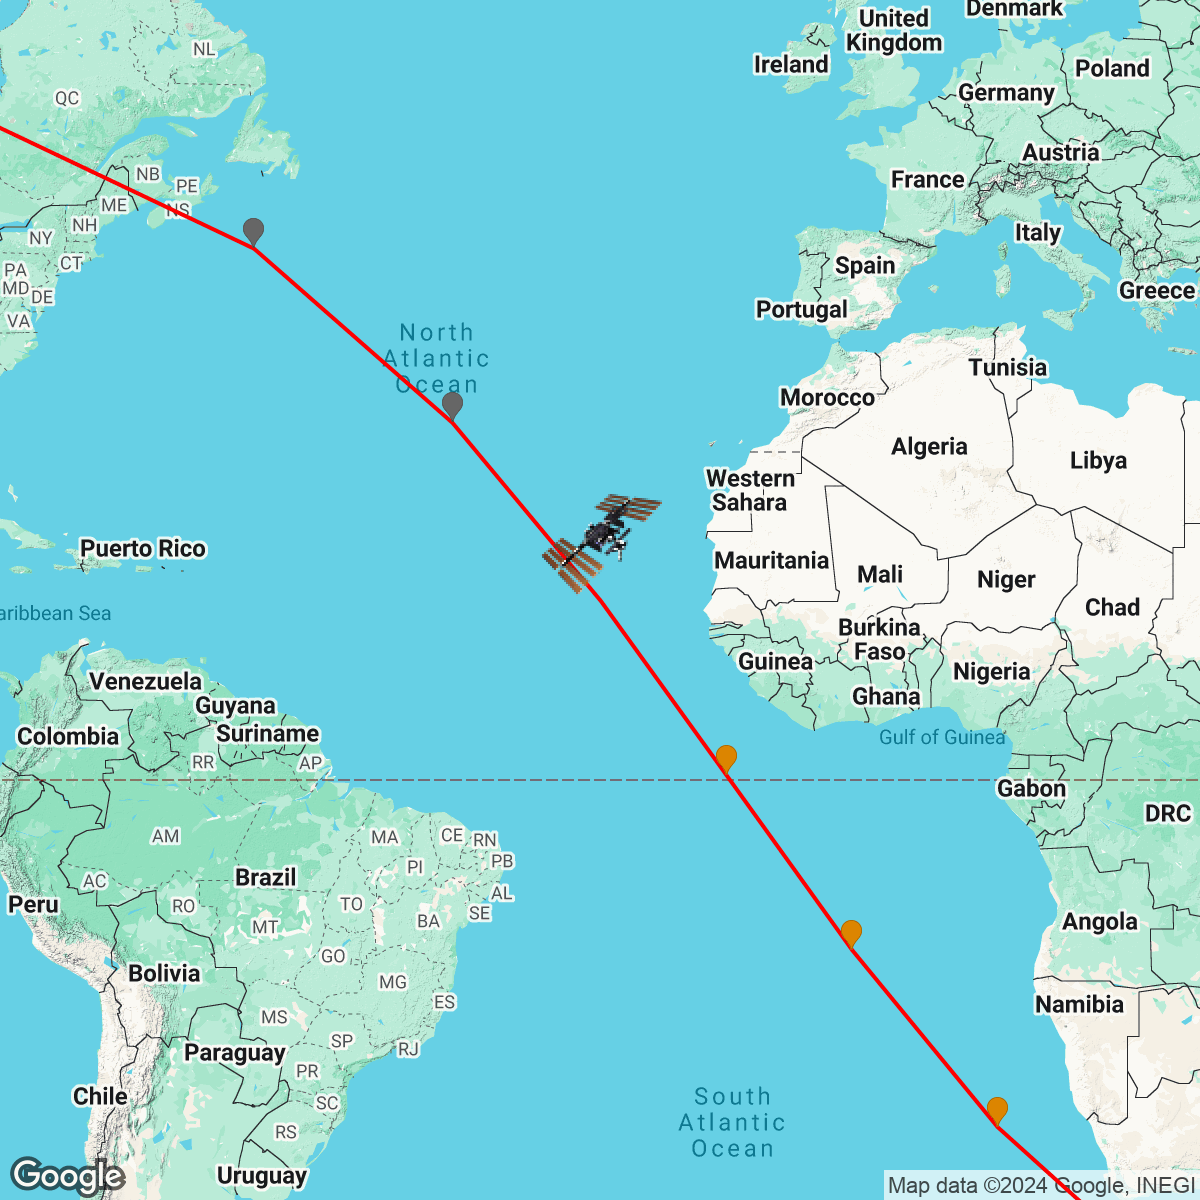 Denmark
United
Kingdom
NL
Ireland
Poland
Germany
QC
Austria
NB
France
PE
ME
NS
NH
Italy
NY
CT
Spain
PA
MD
Greece
DE
Portugal
VA
North
Atlantic
Ocean
Tunisia
Morocco
Algeria
Libya
Western
Sahara
Puerto Rico
Mauritania
Mali
Niger
Chad
aribbean Sea
Burkina
Faso
Guinea
Nigeria
Venezuela
Ghana
Guyana
Colombia
Suriname
Gulf of Guinea
RR
AP
Gabon
DRC
AM
MA
CE
RN
PB
PI
Brazil
AC
AL
Peru
RO
TO
SE
BA
Angola
MT
GO
Bolivia
MG
ES
Namibia
MS
SP
RJ
Paraguay
PR
Chile
SC
South
Atlantic
Ocean
RS
Uruguay
Google
Map data ©2024 Google, INEGI